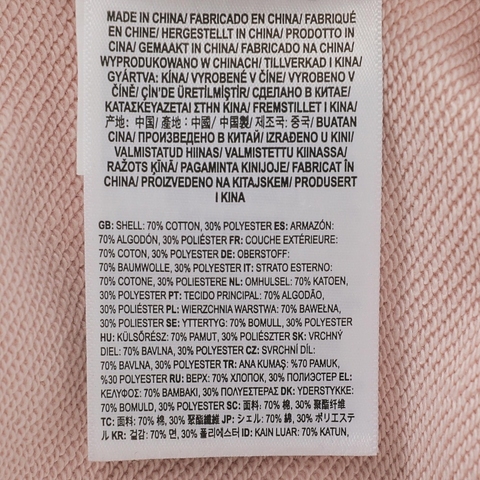 MADE IN CHINA/ FABRICADO EN CHINA/ FABRIQUÉ
EN CHINE/ HERGESTELLT IN CHINA/ PRODOTTO IN
CINA/ GEMAAKT IN CHINA/ FABRICADO NA CHINA/
WYPRODUKOWANO W CHINACH/ TILLVERKAD I KINA/
GYÁRTVA: KÍNA/ VYROBENÉ V ČÍNE/ VYROBENO V
ČÍNĚ/ ÇİN'DE ÜRETİLMİŞTİR/ СДЕЛАНО В КИТАЕ/
ΚΑΤΑΣΚΕΥΑΖΕΤΑΙ ΣΤΗΝ ΚΙΝΑ/ FREMSTILLET I KINA/
产地: 中国/ 產地: 中國/ 中国製/ 제조국: 중국/ BUATAN
CINA/ ПРОИЗВЕДЕНО В КИТАЙ/ IZRAĐENO U KINI/
VALMISTATUD HIINAS/ VALMISTETTU KIINASSA/
RAŽOTS ĶĪNĀ/ PAGAMINTA KINIJOJE/ FABRICAT ÎN
CHINA/ PROIZVEDENO NA KITAJSKEM/ PRODUSERT
I KINA
GB: SHELL: 70% COTTON, 30% POLYESTER ES: ARMAZÓN:
70% ALGODÓN, 30% POLIÉSTER FR: COUCHE EXTÉRIEURE:
70% COTON, 30% POLYESTER DE: OBERSTOFF:
70% BAUMWOLLE, 30% POLYESTER IT: STRATO ESTERNO:
70% COTONE, 30% POLIESTERE NL: OMHULSEL: 70% KATOEN,
30% POLYESTER PT: TECIDO PRINCIPAL: 70% ALGODÃO,
30% POLIÉSTER PL: WIERZCHNIA WARSTWA: 70% BAWEŁNA,
30% POLIESTER SE: YTTERTYG: 70% BOMULL, 30% POLYESTER
HU: KÜLSŐRÉSZ: 70% PAMUT, 30% POLIÉSZTER SK: VRCHNÝ
DIEL: 70% BAVLNA, 30% POLYESTER CZ: SVRCHNÍ DÍL:
70% BAVLNA, 30% POLYESTER TR: ANA KUMAŞ: %70 PAMUK,
%30 POLYESTER RU: ВЕРХ: 70% ХЛОПОК, 30% ПОЛИЭСТЕР EL:
ΚΕΛΥΦΟΣ: 70% ΒΑΜΒΑΚΙ, 30% ΠΟΛΥΕΣΤΕΡΑΣ DK: YDERSTYKKE:
70% BOMULD, 30% POLYESTER SC: 面料: 70% 棉, 30% 聚酯纤维
TC: 面料: 70% 棉, 30% 聚酯纖維 JP: シェル: 70% 綿, 30% ポリエステ
ル KR: 겉감: 70% 면, 30% 폴리에스터 ID: KAIN LUAR: 70% KATUN,